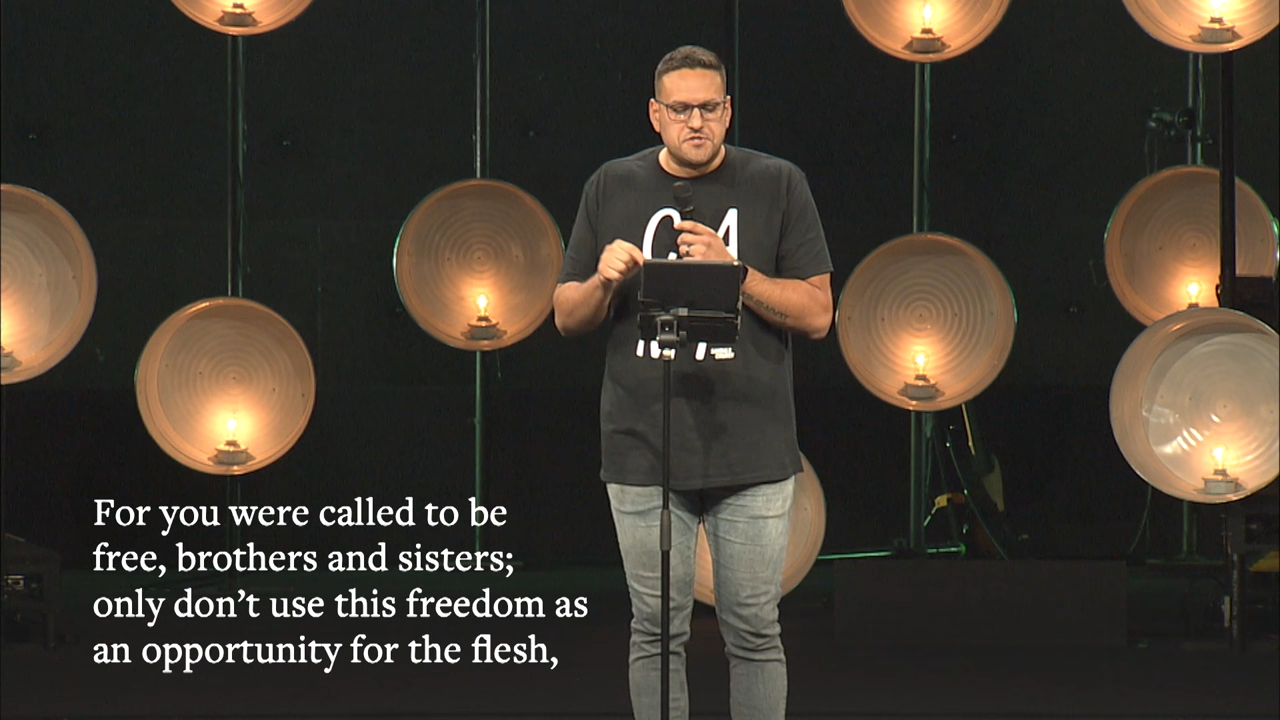 CA
For you were called to be
free, brothers and sisters;
only don’t use this freedom as
an opportunity for the flesh,